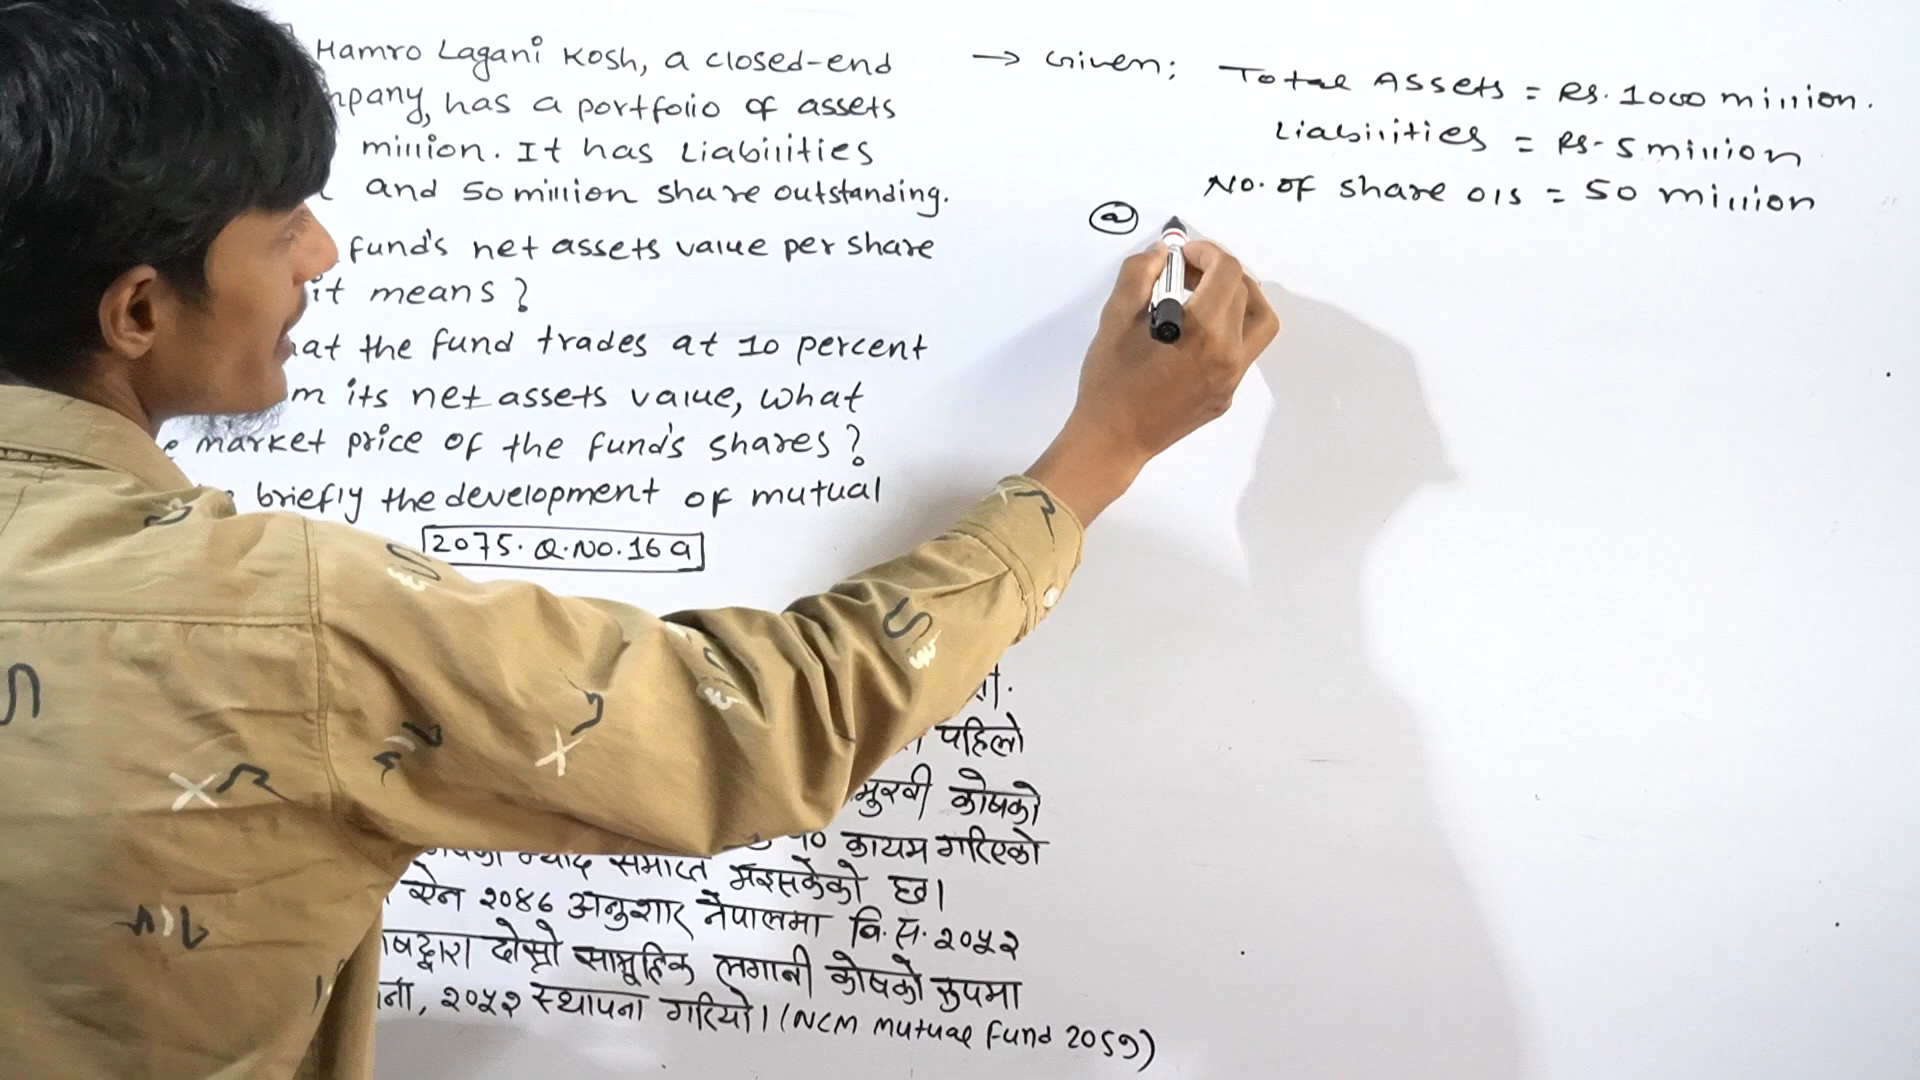 Hamro Lagani Kosh, a closed-end
mpany, has a portfolio of assets
million. It has Liabilities
and 50 million share outstanding.
fund's net assets value per share
it means?
at the fund trades at 10 percent
m its net assets value, what
market price of the fund's shares?
briefly the development of mutual
2075. Q.No. 16 a
→ Given; Total Assets = Rs. 1000 million.
Liabilities = Rs. 5 million
No. of share o/s = 50 million
(a)
पहिलो
मुखी कोषको
१० कायम गरिएको
म्याद समाप्त भइसकेको छ।
ऐन २०४६ अनुशार नेपालमा वि.सं. २०५२
दोस्रो सामूहिक लगानी कोषको रूपमा
२०५२ स्थापना गरियो। (NCM Mutual Fund 2059)